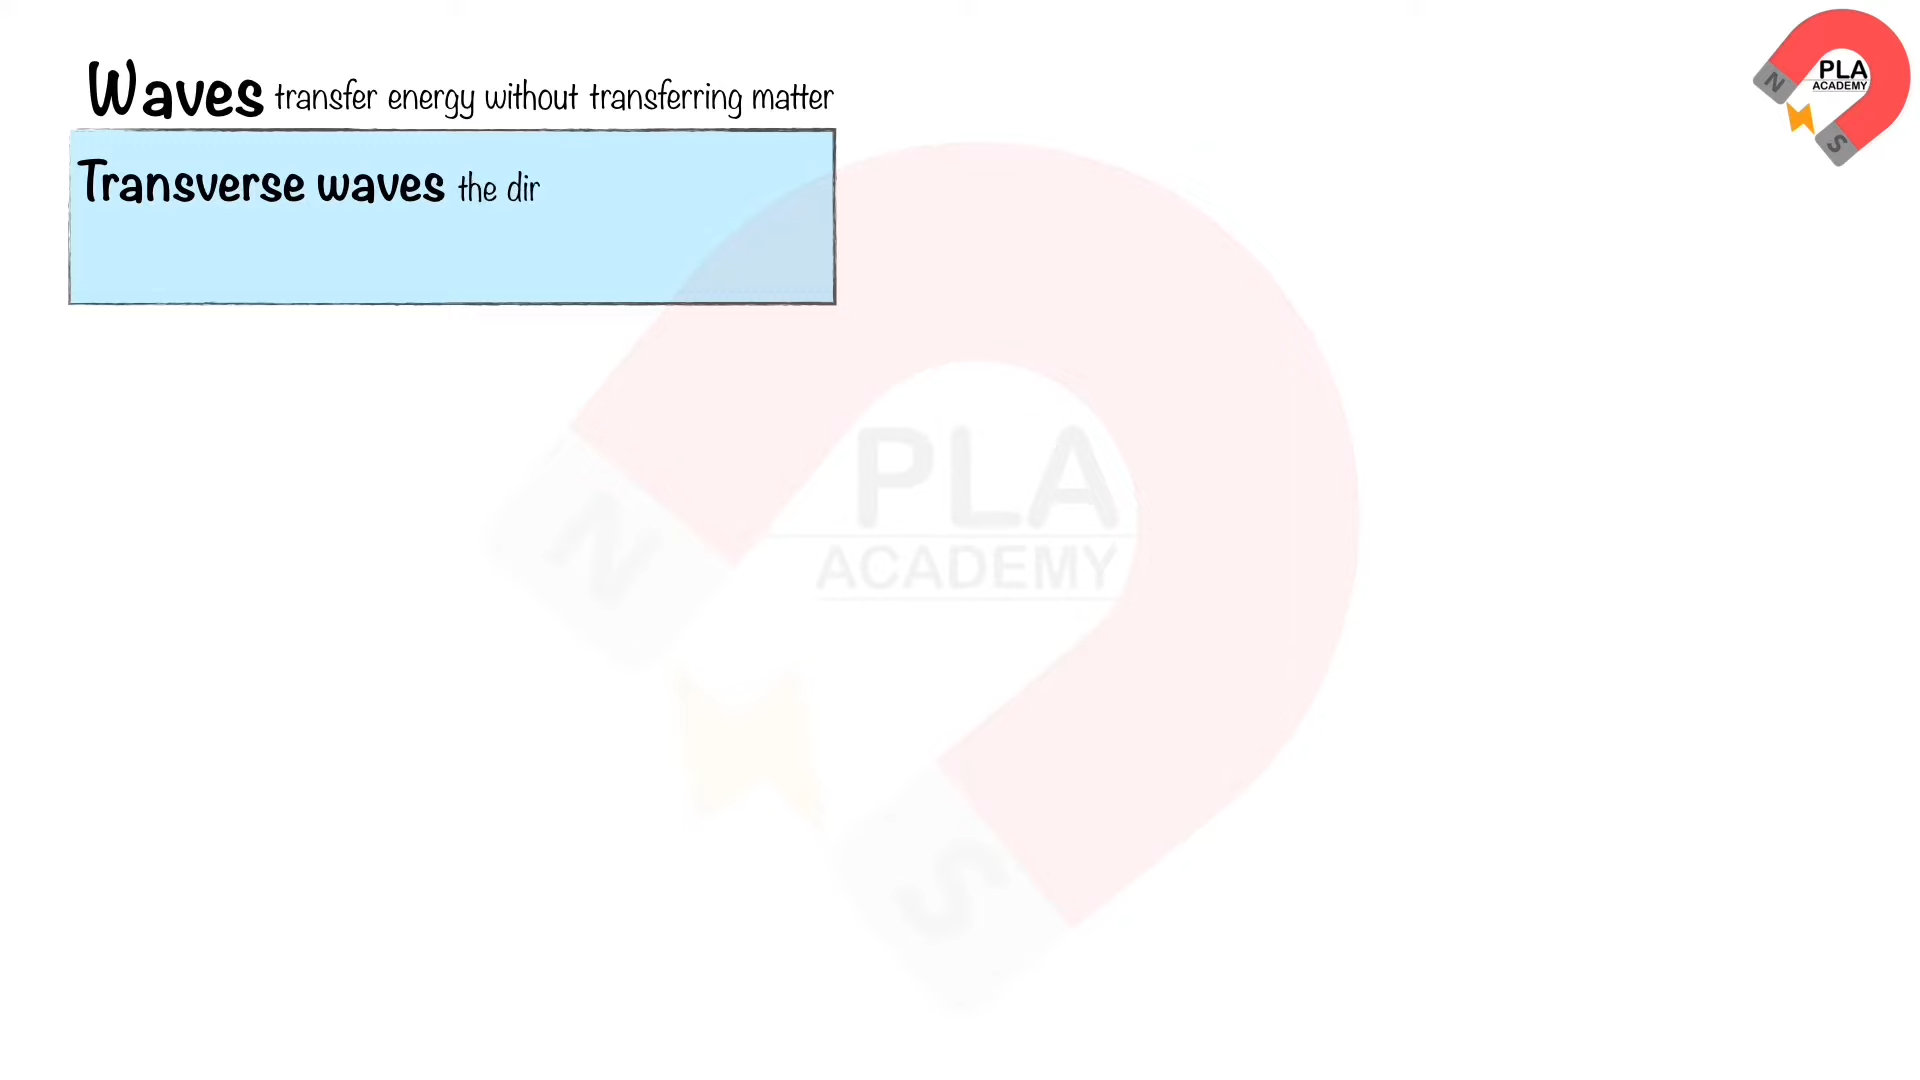 Waves transfer energy without transferring matter
Transverse waves the dir
PLA
ACADEMY
N
S
PLA
ACADEMY
N
S